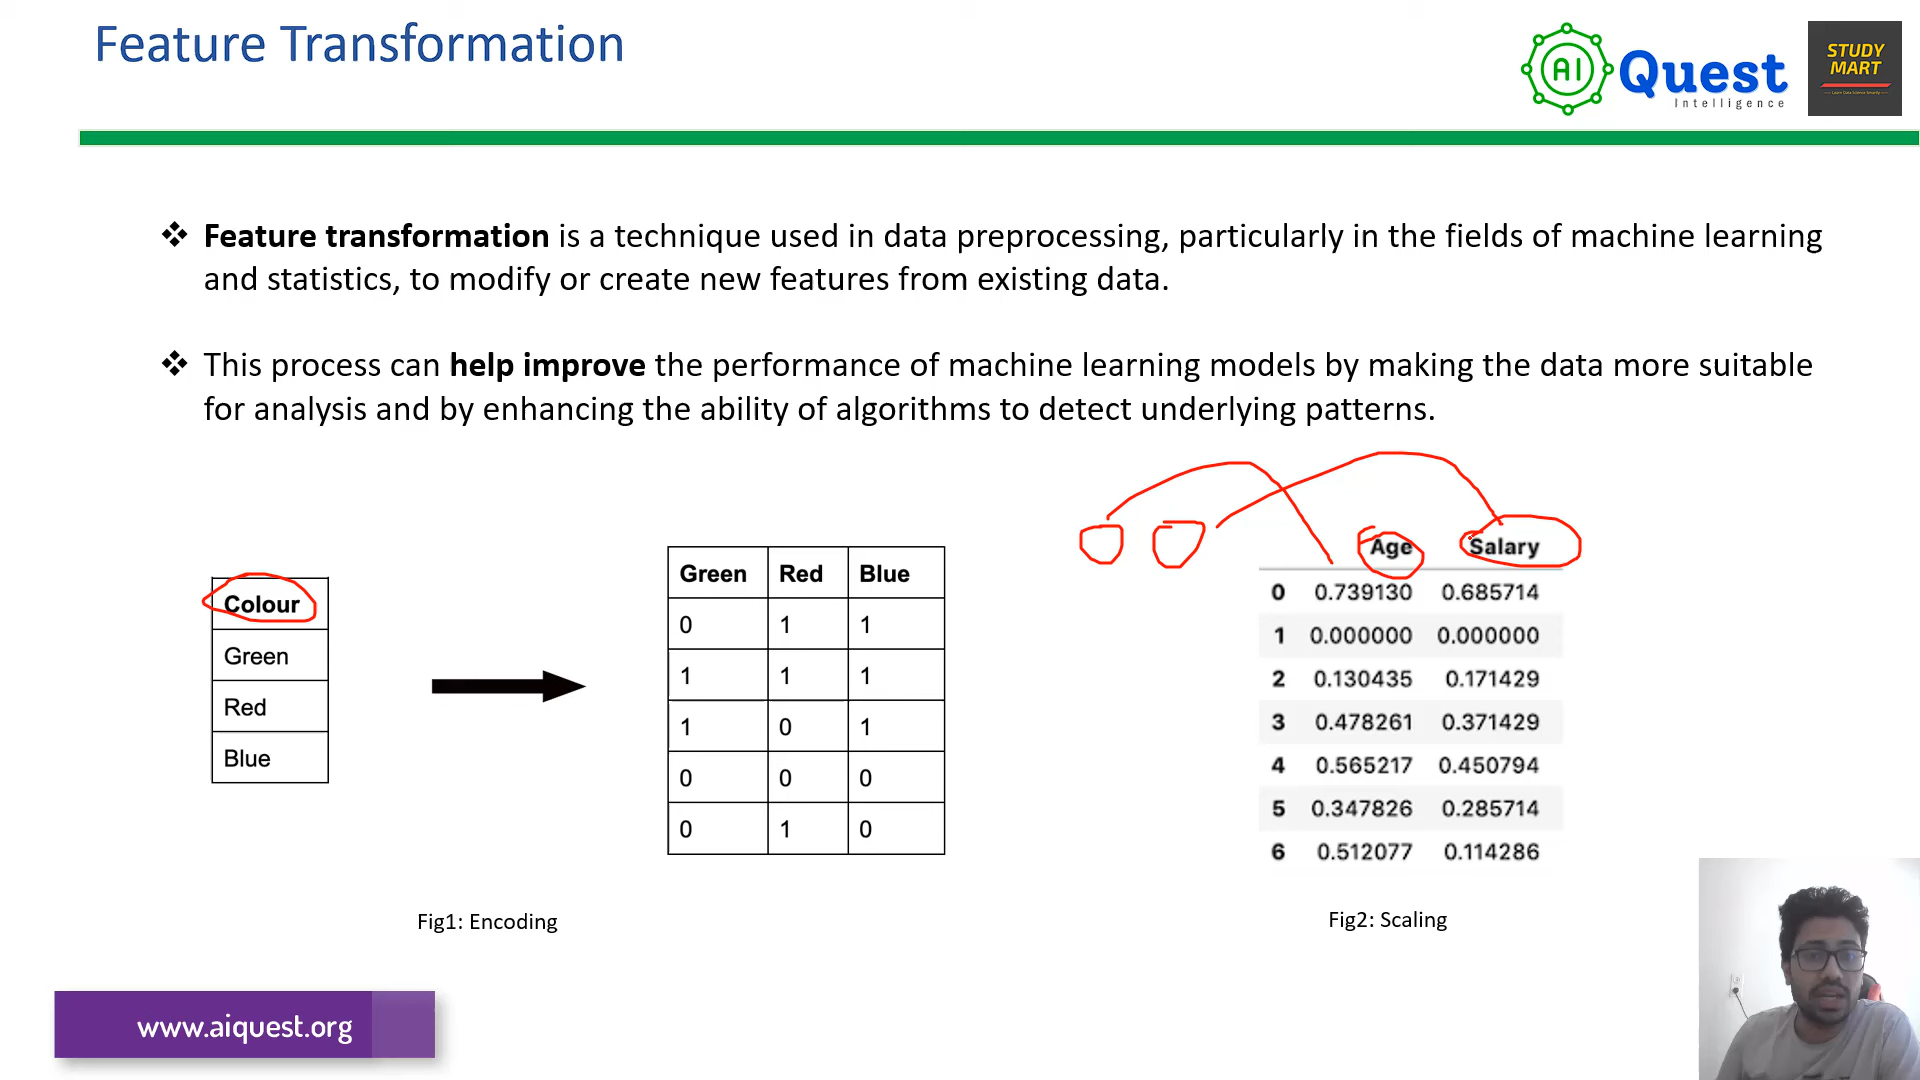 Feature Transformation
AI Quest
Intelligence
STUDY
MART
Feature transformation is a technique used in data preprocessing, particularly in the fields of machine learning
and statistics, to modify or create new features from existing data.
This process can help improve the performance of machine learning models by making the data more suitable
for analysis and by enhancing the ability of algorithms to detect underlying patterns.
Colour
Green
Red
Blue
Green Red Blue
0 1 1
1 1 1
1 0 1
0 0 0
0 1 0
Fig1: Encoding
Age Salary
0 0.739130 0.685714
1 0.000000 0.000000
2 0.130435 0.171429
3 0.478261 0.371429
4 0.565217 0.450794
5 0.347826 0.285714
6 0.512077 0.114286
Fig2: Scaling
www.aiquest.org